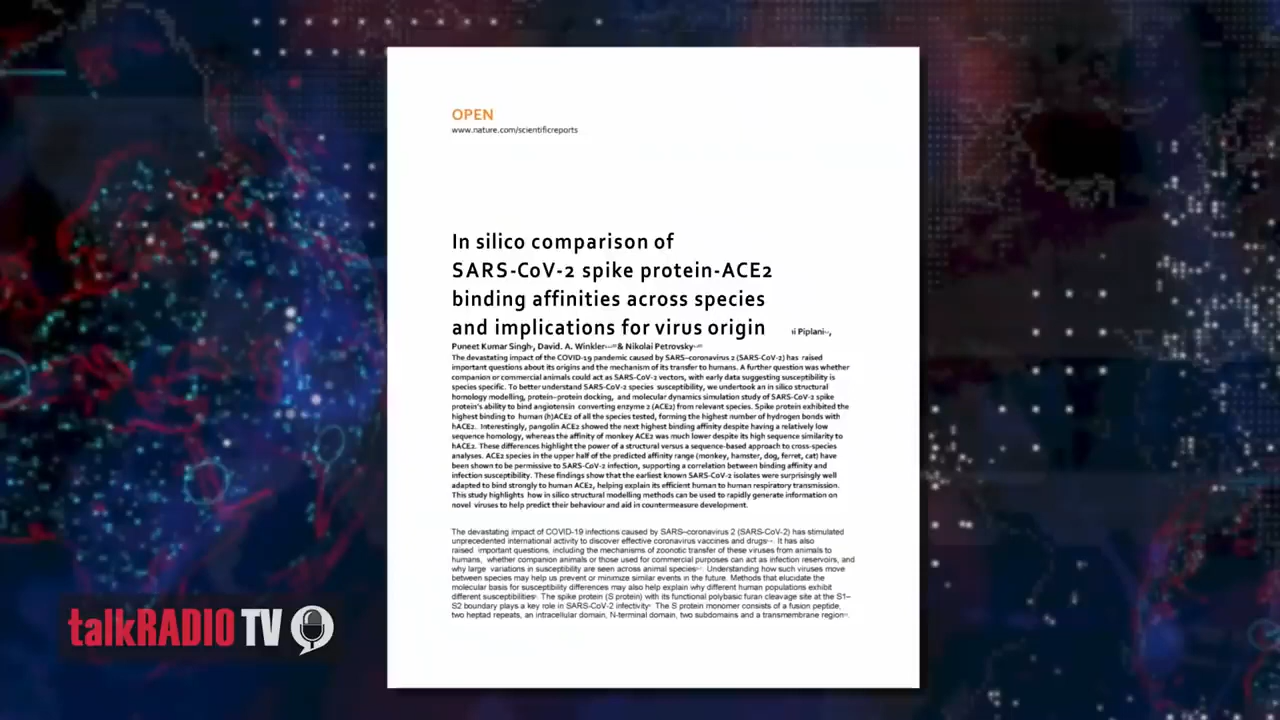 OPEN
www.nature.com/scientificreports
In silico comparison of
SARS-CoV-2 spike protein-ACE2
binding affinities across species
and implications for virus origin
Piplani
Puneet Kumar Singh, David. A. Winkler & Nikolai Petrovsky
The devastating impact of the COVID-19 pandemic caused by SARS–coronavirus 2 (SARS-CoV-2) has raised
important questions about its origins and the mechanism of its transfer to humans. A further question was whether
companion or commercial animals could act as SARS-CoV-2 vectors, with early data suggesting susceptibility is
species specific. To better understand SARS-CoV-2 species susceptibility, we undertook an in silico structural
homology modelling, protein–protein docking, and molecular dynamics simulation study of SARS-CoV-2 spike
protein's ability to bind angiotensin converting enzyme 2 (ACE2) from relevant species. Spike protein exhibited the
highest binding to human (h)ACE2 of all the species tested, forming the highest number of hydrogen bonds with
hACE2. Interestingly, pangolin ACE2 showed the next highest binding affinity despite having a relatively low
sequence homology, whereas the affinity of monkey ACE2 was much lower despite its high sequence similarity to
hACE2. These differences highlight the power of a structural versus a sequence-based approach to cross-species
analyses. ACE2 species in the upper half of the predicted affinity range (monkey, hamster, dog, ferret, cat) have
been shown to be permissive to SARS-CoV-2 infection, supporting a correlation between binding affinity and
infection susceptibility. These findings show that the earliest known SARS-CoV-2 isolates were surprisingly well
adapted to bind strongly to human ACE2, helping explain its efficient human to human respiratory transmission.
This study highlights how in silico structural modelling methods can be used to rapidly generate information on
novel viruses to help predict their behaviour and aid in countermeasure development.
The devastating impact of COVID-19 infections caused by SARS–coronavirus 2 (SARS-CoV-2) has stimulated
unprecedented international activity to discover effective coronavirus vaccines and drugs. It has also
raised important questions, including the mechanisms of zoonotic transfer of these viruses from animals to
humans, whether companion animals or those used for commercial purposes can act as infection reservoirs, and
why large variations in susceptibility are seen across animal species. Understanding how such viruses move
between species may help us prevent or minimize similar events in the future. Methods that elucidate the
molecular basis for susceptibility differences may also help explain why different human populations exhibit
different susceptibilities. The spike protein (S protein) with its functional polybasic furan cleavage site at the S1–
S2 boundary plays a key role in SARS-CoV-2 infectivity. The S protein monomer consists of a fusion peptide,
two heptad repeats, an intracellular domain, N-terminal domain, two subdomains and a transmembrane region.
talkRADIO TV